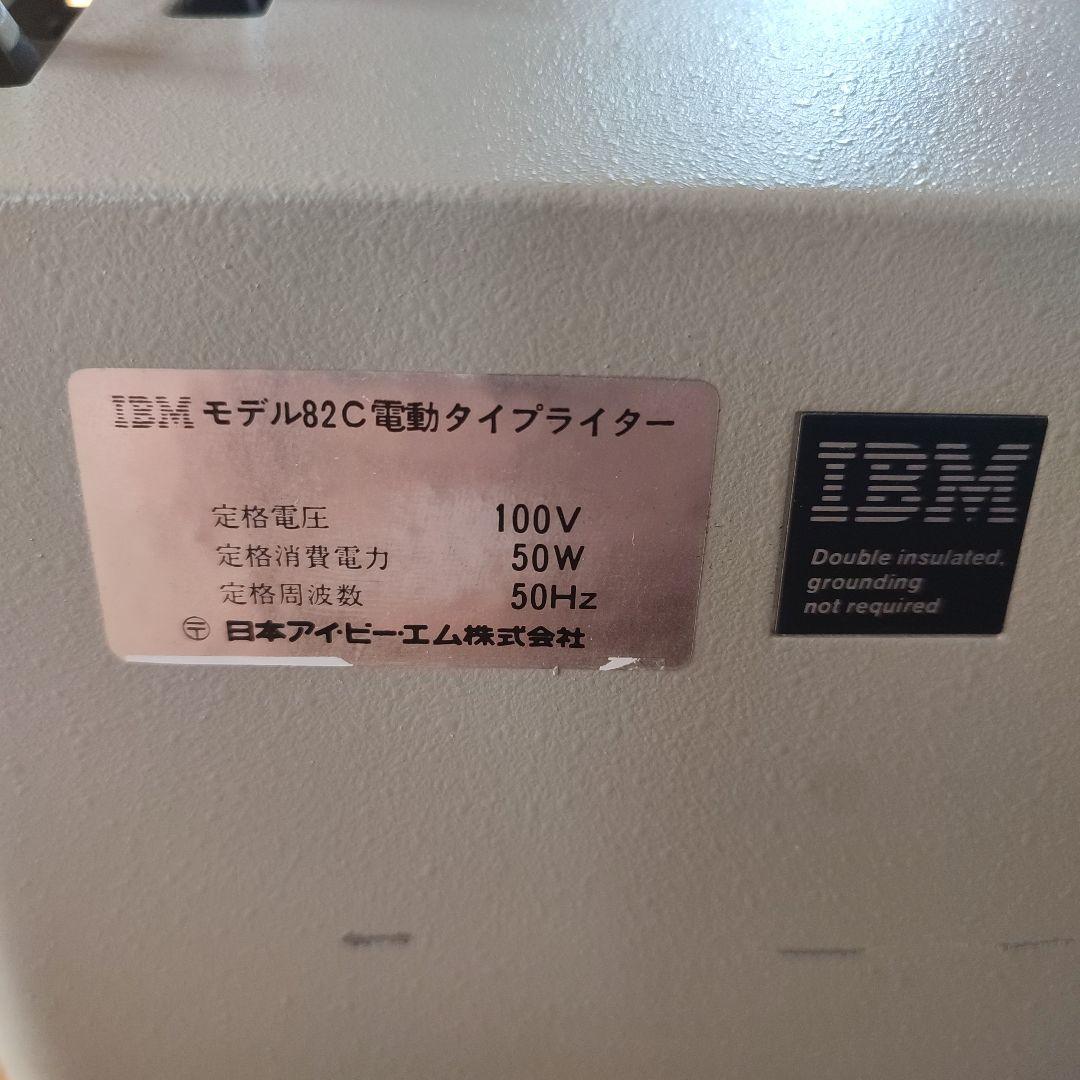 IBM モデル82C電動タイプライター
定格電圧 100V
定格消費電力 50W
定格周波数 50Hz
〶 日本アイ・ビー・エム株式会社
IBM
Double insulated,
grounding
not required